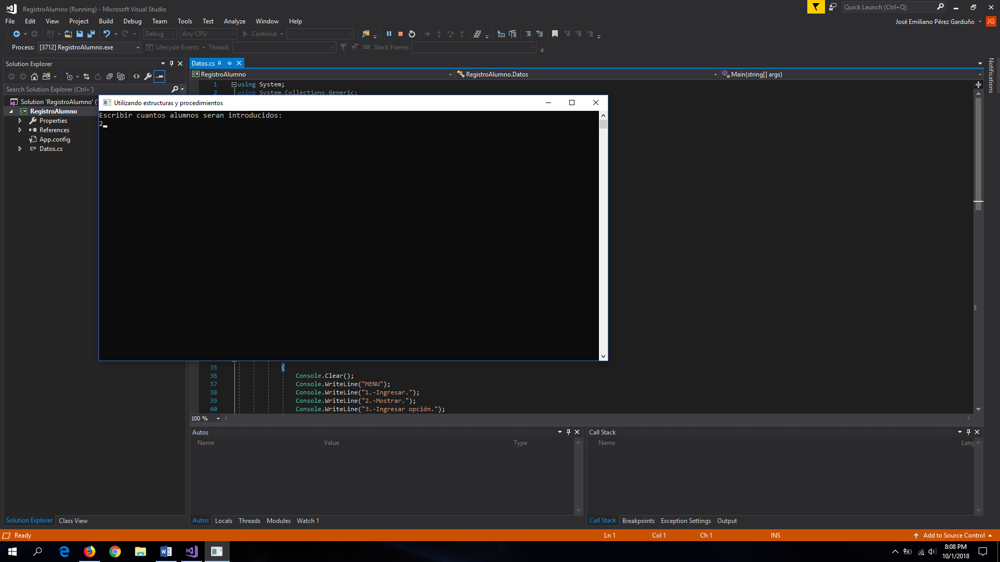 RegistroAlumno (Running) - Microsoft Visual Studio
Quick Launch (Ctrl+Q)
File Edit View Project Build Debug Team Tools Test Analyze Window Help
José Emiliano Pérez Garduño JG
Debug Any CPU Continue
Process: [3712] RegistroAlumno.exe Lifecycle Events Thread: Stack Frame:
Solution Explorer
Datos.cs
RegistroAlumno RegistroAlumno.Datos Main(string[] args)
Notifications
Search Solution Explorer (Ctrl+´)
1 using System;
2 using System.Collections.Generic;
Solution 'RegistroAlumno' (
RegistroAlumno
Properties
References
App.config
C# Datos.cs
Utilizando estructuras y procedimientos
Escribir cuantos alumnos seran introducidos:
2
35 {
36 Console.Clear();
37 Console.WriteLine("MENU");
38 Console.WriteLine("1.-Ingresar.");
39 Console.WriteLine("2.-Mostrar.");
40 Console.WriteLine("3.-Ingresar opción.");
100 %
Autos
Name Value Type
Call Stack
Name Lang
Solution Explorer Class View
Autos Locals Threads Modules Watch 1
Call Stack Breakpoints Exception Settings Output
Ready Ln 1 Col 1 Ch 1 INS Add to Source Control
8:08 PM
10/1/2018